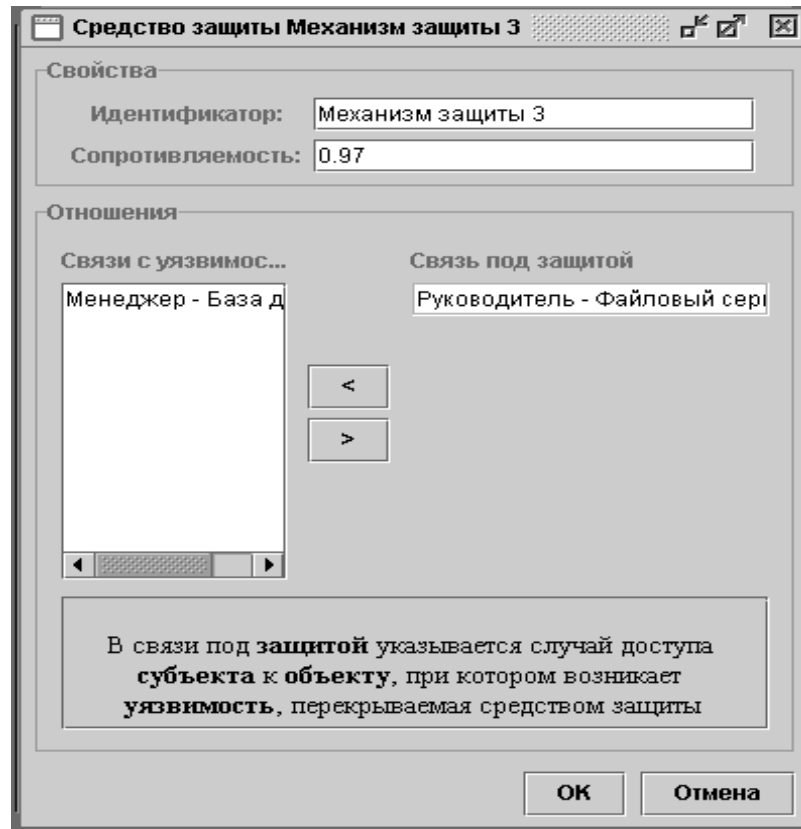 Средство защиты Механизм защиты 3
Свойства
Идентификатор: Механизм защиты 3
Сопротивляемость: 0.97
Отношения
Связи с уязвимос... Связь под защитой
Менеджер - База д Руководитель - Файловый сер
<
>
В связи под защитой указывается случай доступа
субъекта к объекту, при котором возникает
уязвимость, перекрываемая средством защиты
OK Отмена